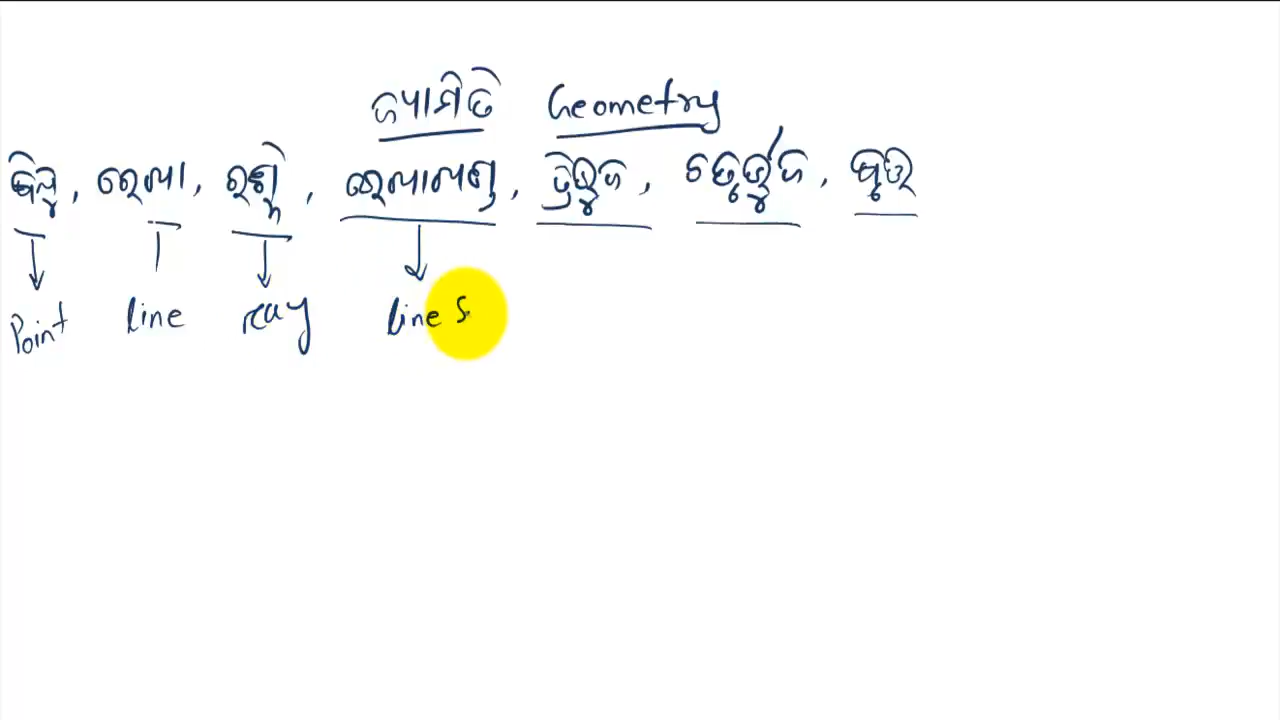 ଜ୍ୟାମିତି Geometry
ବିନ୍ଦୁ, ରେଖା, ରଶ୍ମି, ରେଖାଖଣ୍ଡ, ତ୍ରିଭୁଜ, ଚତୁର୍ଭୁଜ, ବୃତ୍ତ
Point line ray line S